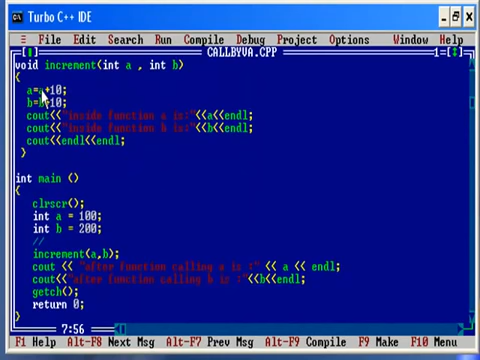 Turbo C++ IDE
File Edit Search Run Compile Debug Project Options Window Help
CALLBYVA.CPP 1
void increment(int a , int b)
{
a=a+10;
b=b+10;
cout<<"inside function a is:"<<a<<endl;
cout<<"inside function b is:"<<b<<endl;
cout<<endl<<endl;
}
int main ()
{
clrscr();
int a = 100;
int b = 200;
//
increment(a,b);
cout << "after function calling a is :" << a << endl;
cout<<"after function calling b is :"<<b<<endl;
getch();
return 0;
}
7:56
F1 Help Alt-F8 Next Msg Alt-F7 Prev Msg Alt-F9 Compile F9 Make F10 Menu